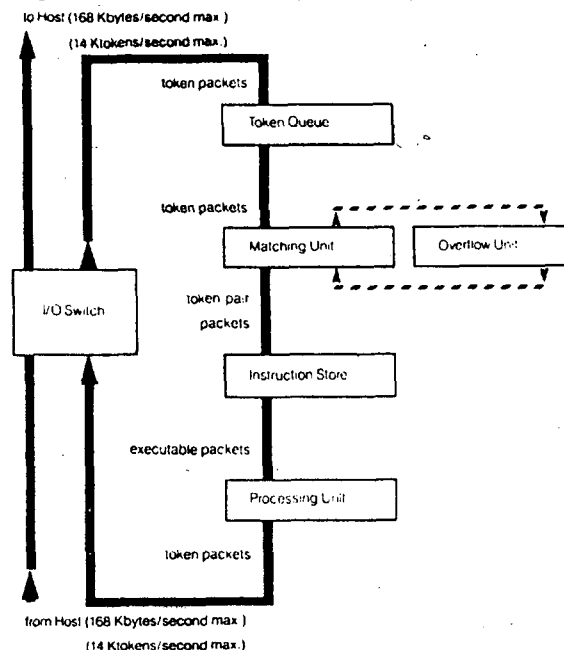 to Host (168 Kbytes/second max.)
(14 Ktokens/second max.)
token packets
Token Queue
token packets
Matching Unit
Overflow Unit
I/O Switch
token pair
packets
Instruction Store
executable packets
Processing Unit
token packets
from Host (168 Kbytes/second max.)
(14 Ktokens/second max.)